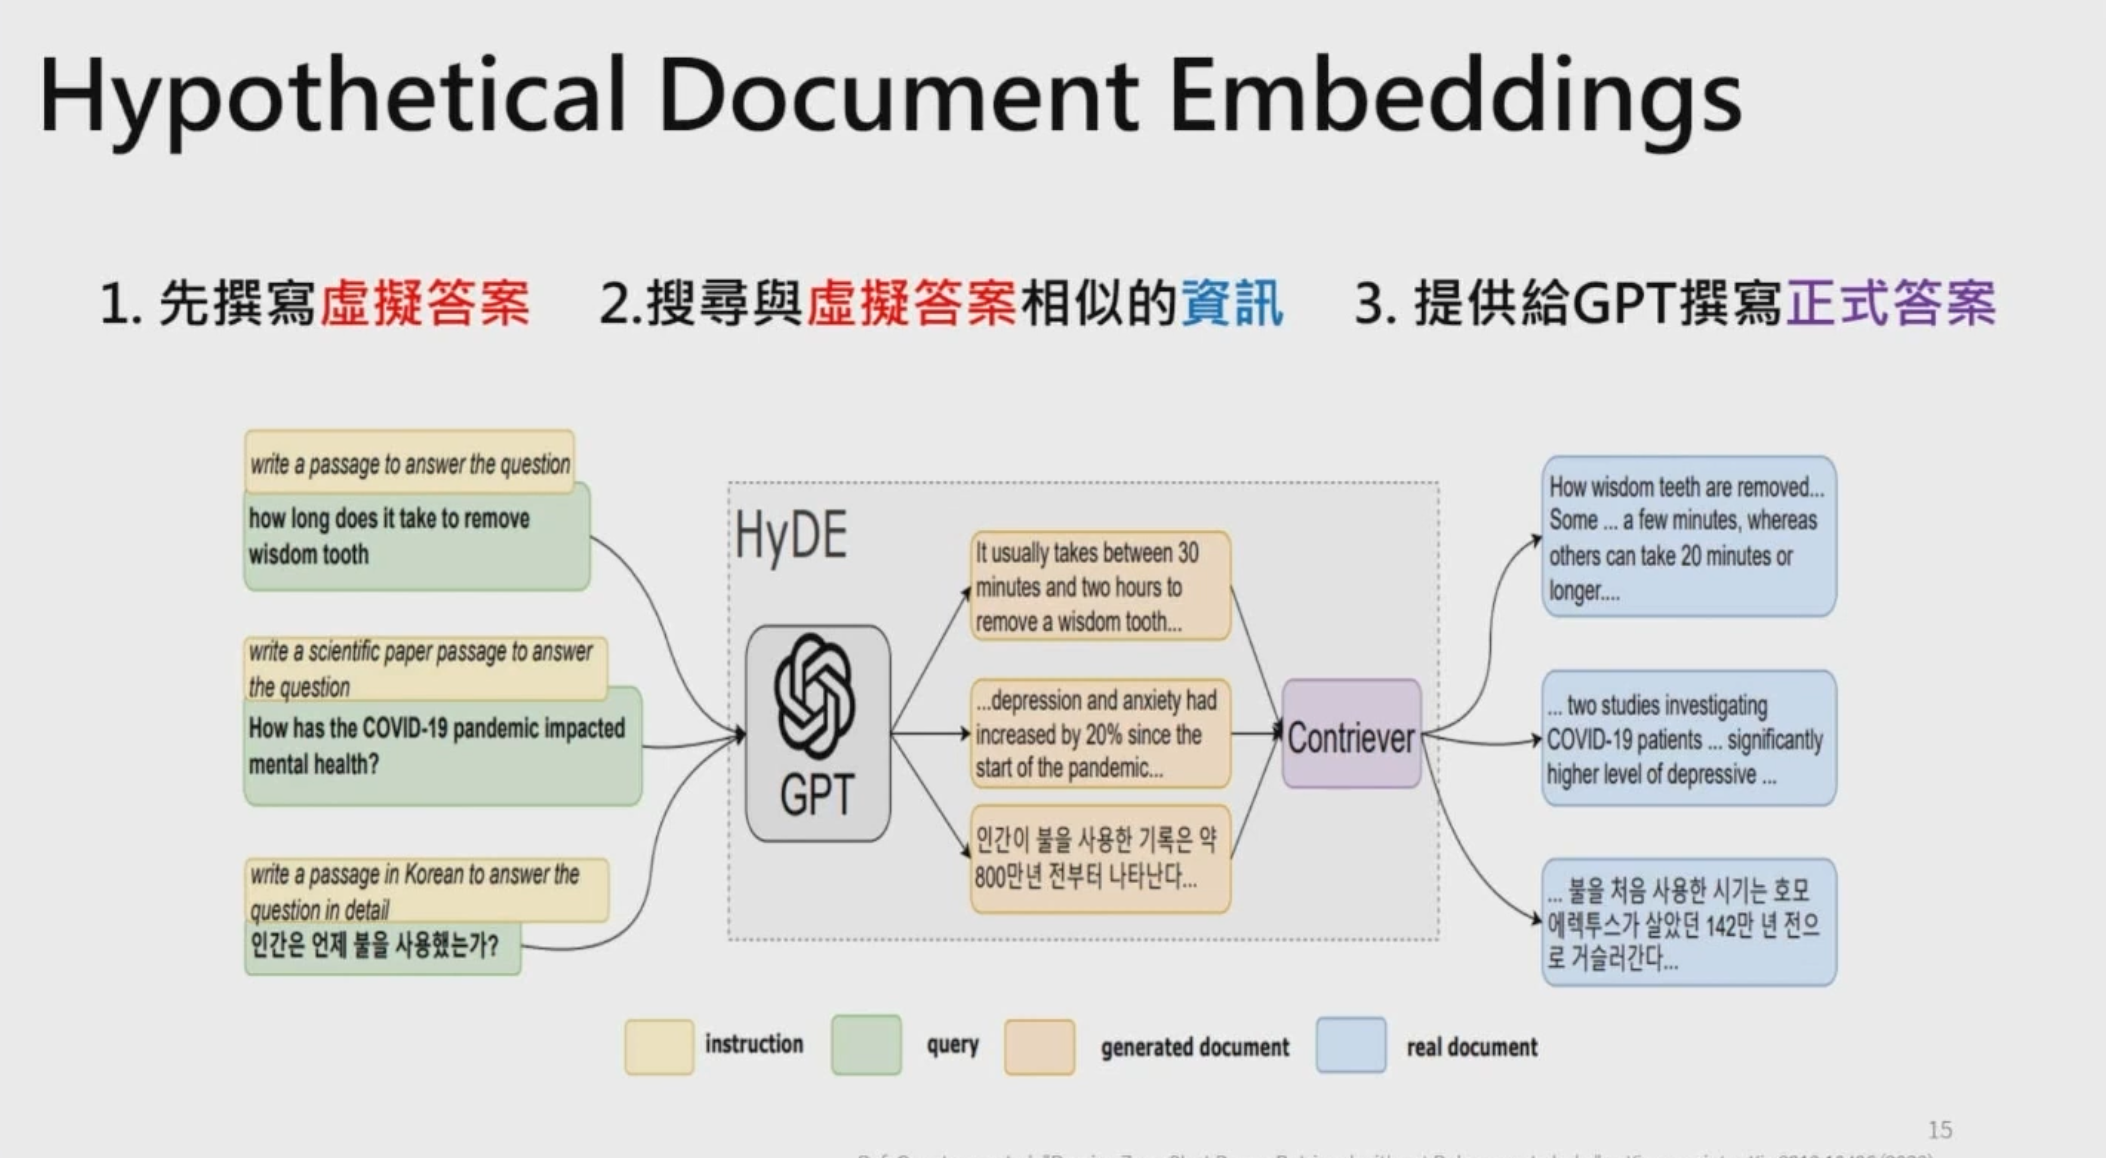 Hypothetical Document Embeddings
1. 先撰寫虛擬答案
2.搜尋與虛擬答案相似的資訊
3. 提供給GPT撰寫正式答案
write a passage to answer the question
how long does it take to remove
wisdom tooth
write a scientific paper passage to answer
the question
How has the COVID-19 pandemic impacted
mental health?
write a passage in Korean to answer the
question in detail
인간은 언제 불을 사용했는가?
HyDE
GPT
It usually takes between 30
minutes and two hours to
remove a wisdom tooth...
...depression and anxiety had
increased by 20% since the
start of the pandemic...
인간이 불을 사용한 기록은 약
800만년 전부터 나타난다...
Contriever
How wisdom teeth are removed...
Some ... a few minutes, whereas
others can take 20 minutes or
longer....
... two studies investigating
COVID-19 patients ... significantly
higher level of depressive ...
... 불을 처음 사용한 시기는 호모
에렉투스가 살았던 142만 년 전으
로 거슬러간다...
instruction
query
generated document
real document
15